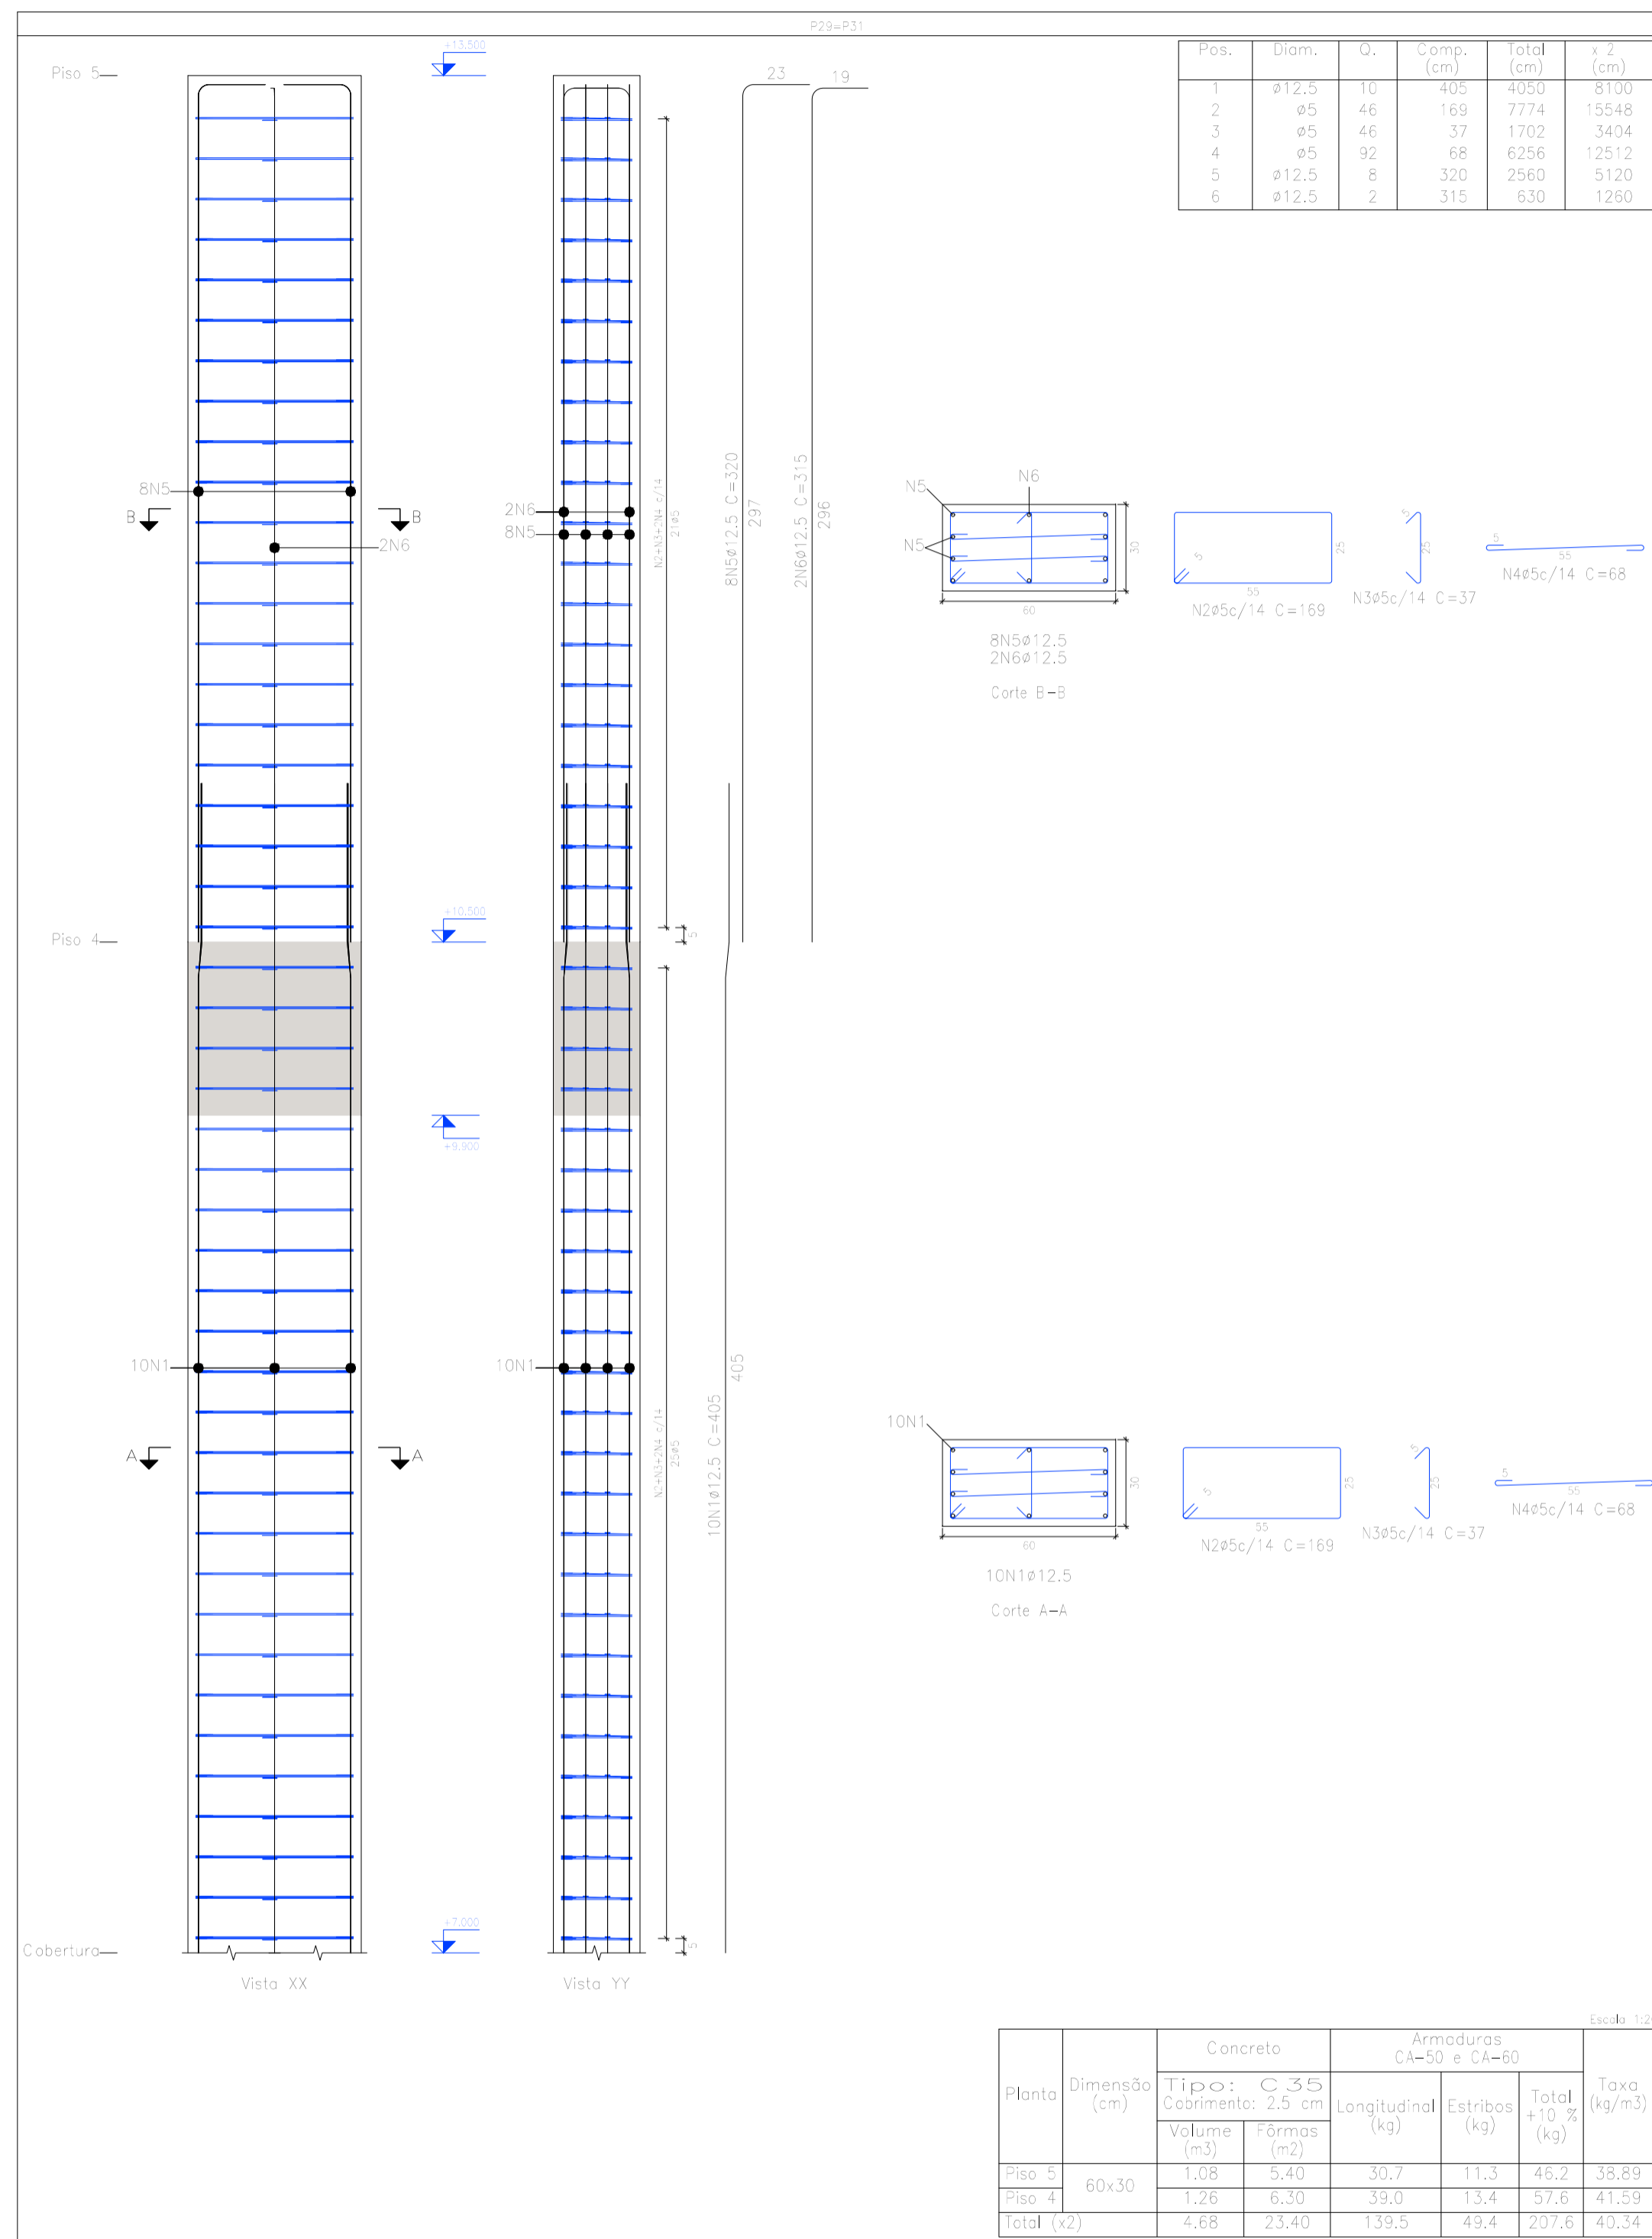 P29=P31
Pos. Diam. Q. Comp. (cm) Total (cm) x 2 (cm)
1 ø12.5 10 405 4050 8100
2 ø5 46 169 7774 15548
3 ø5 46 37 1702 3404
4 ø5 92 68 6256 12512
5 ø12.5 8 320 2560 5120
6 ø12.5 2 315 630 1260
Piso 5
+13,500
23
19
8N5
B
B
2N6
2N6
8N5
N2+N3+2N4 c/14
21ø5
8N5ø12.5 C=320
297
2N6ø12.5 C=315
296
N5
N6
N5
30
60
8N5ø12.5
2N6ø12.5
Corte B-B
5
25
55
N2ø5c/14 C=169
5
25
N3ø5c/14 C=37
5
55
N4ø5c/14 C=68
Piso 4
+10,500
5
+9,900
10N1
10N1
A
A
N2+N3+2N4 c/14
25ø5
10N1ø12.5 C=405
405
10N1
30
60
10N1ø12.5
Corte A-A
5
25
55
N2ø5c/14 C=169
5
25
N3ø5c/14 C=37
5
55
N4ø5c/14 C=68
Cobertura
+7,000
5
Vista XX
Vista YY
Planta
Dimensão (cm)
Concreto
Tipo: C 35
Cobrimento: 2.5 cm
Volume (m3)
Fôrmas (m2)
Armaduras
CA-50 e CA-60
Longitudinal (kg)
Estribos (kg)
Total +10 % (kg)
Taxa (kg/m3)
Piso 5 60x30 1.08 5.40 30.7 11.3 46.2 38.89
Piso 4 1.26 6.30 39.0 13.4 57.6 41.59
Total (x2) 4.68 23.40 139.5 49.4 207.6 40.34